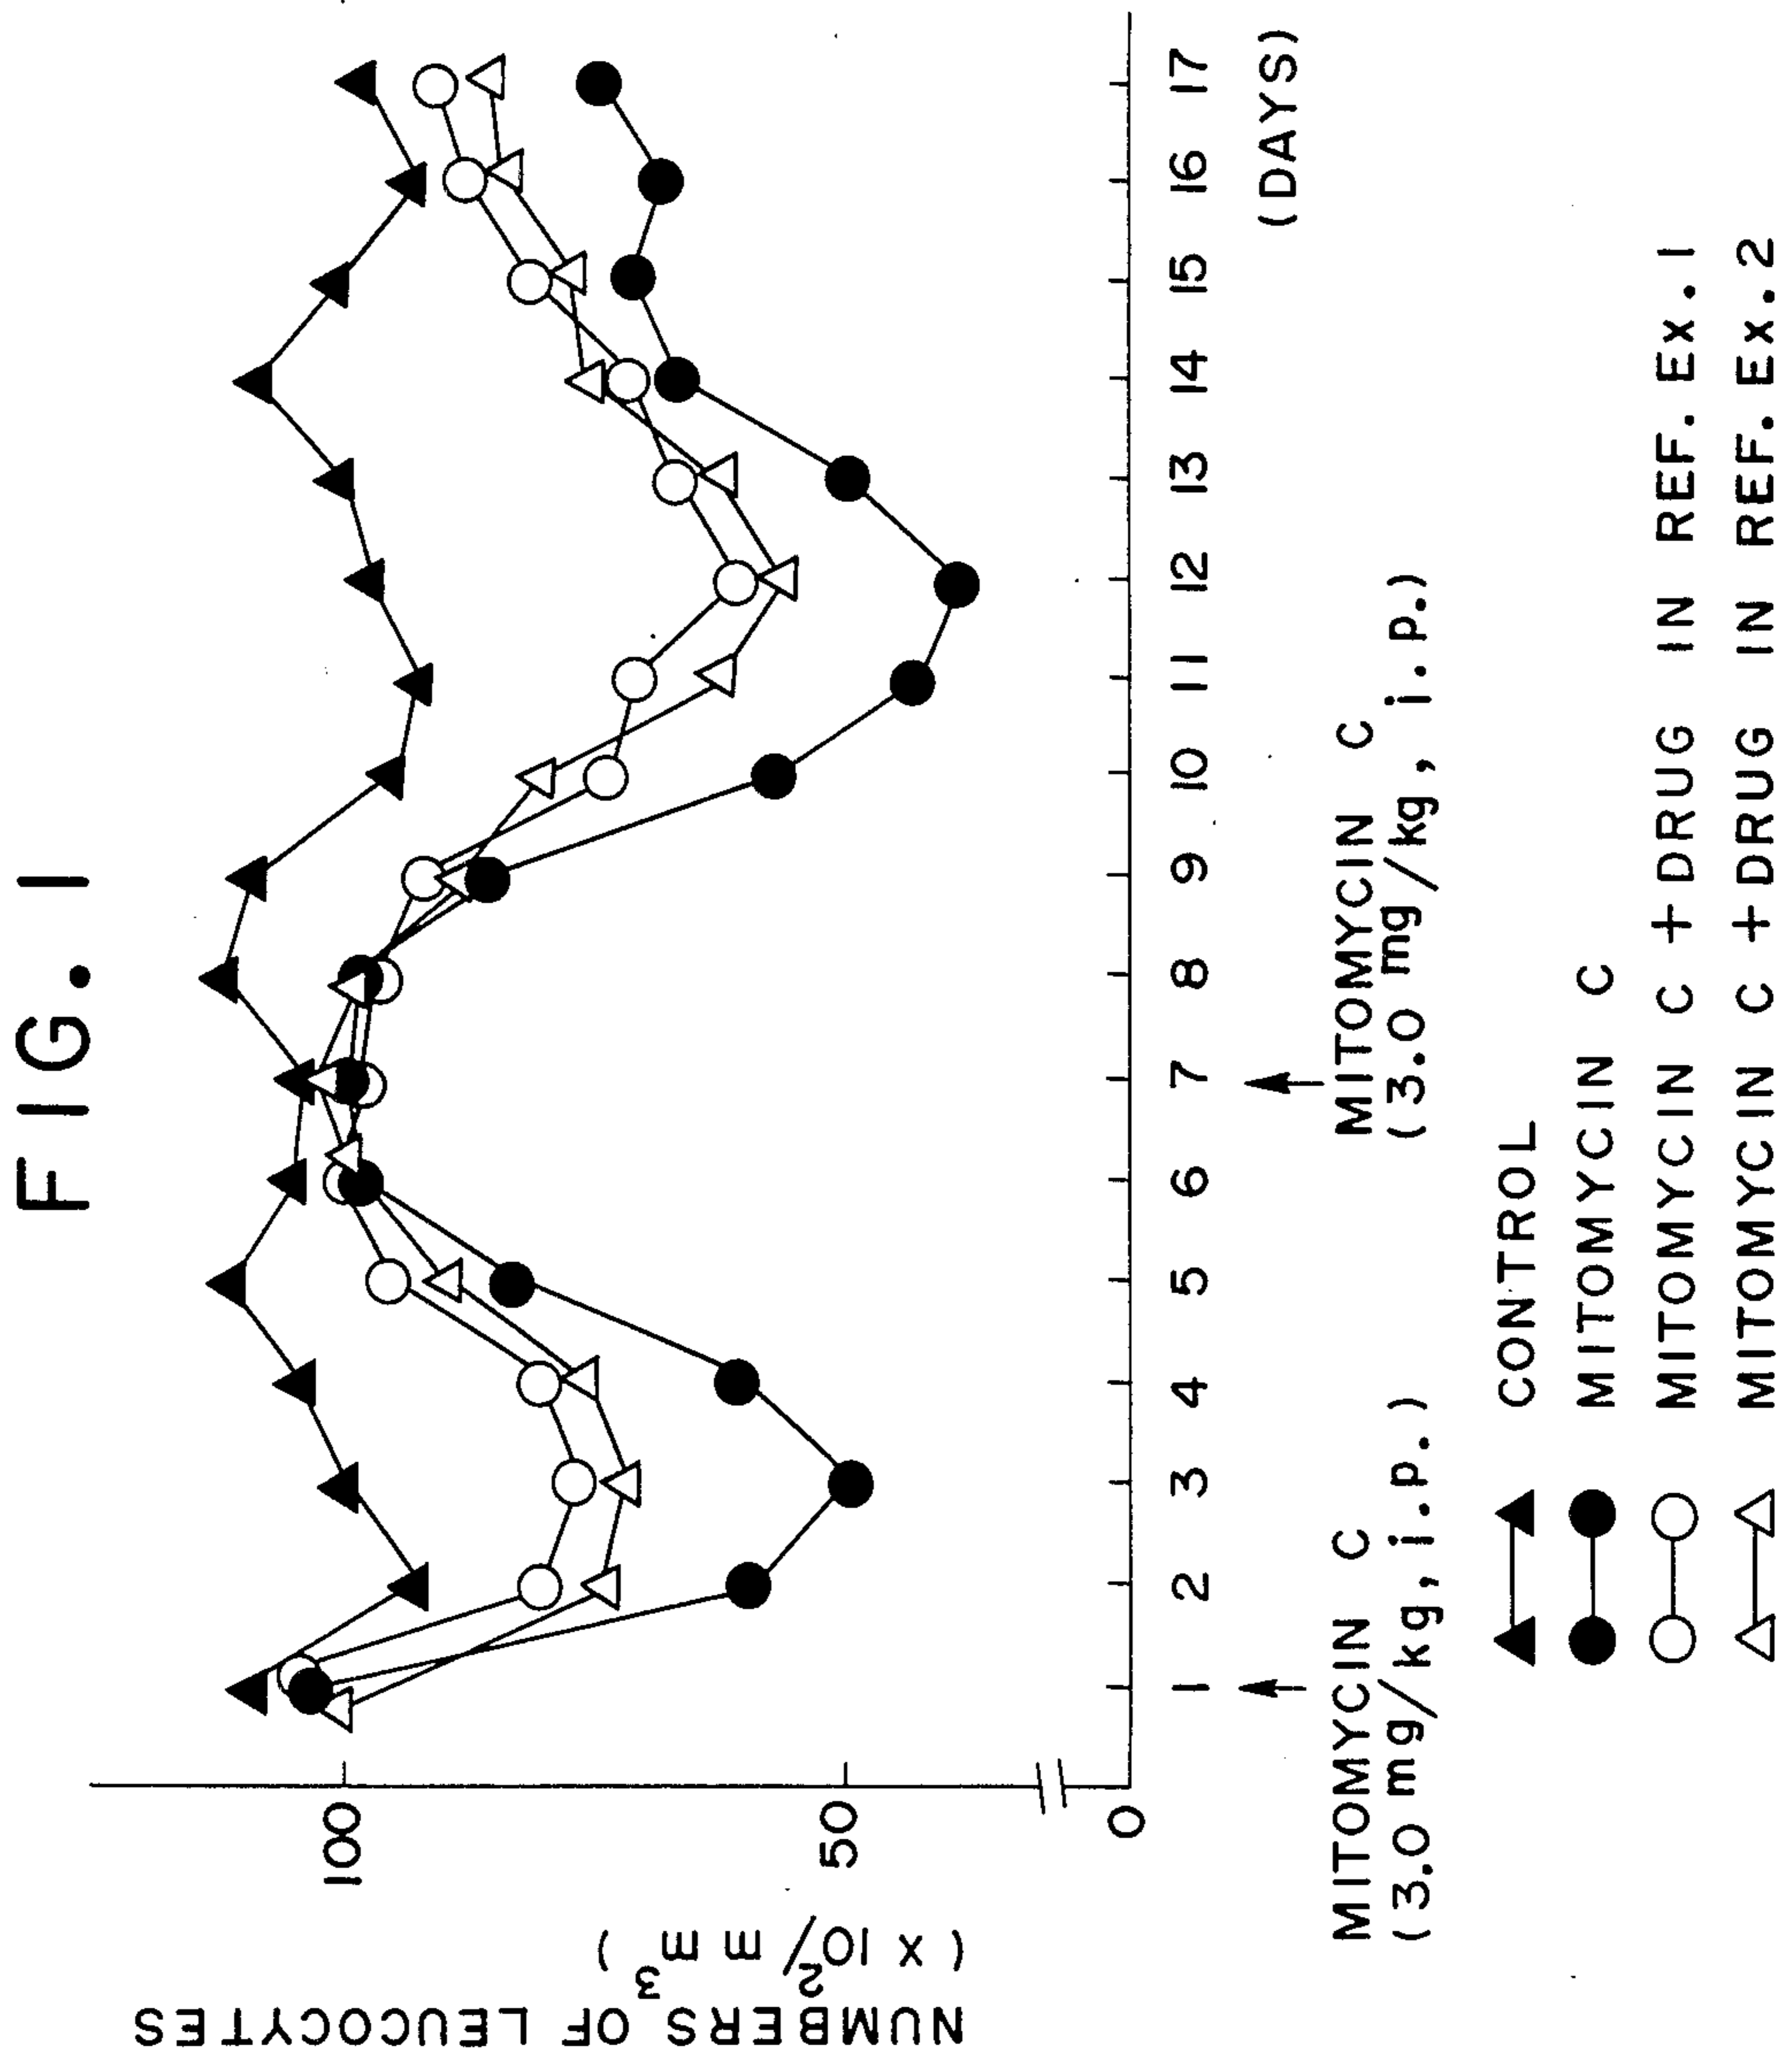 FIG. 1
NUMBERS OF LEUCOCYTES
( × 10²/mm³ )
100
50
0
1 2 3 4 5 6 7 8 9 10 11 12 13 14 15 16 17
(DAYS)
MITOMYCIN C
(3.0 mg/kg, i.p.)
MITOMYCIN C
(3.0 mg/kg, i.p.)
CONTROL
MITOMYCIN C
MITOMYCIN C + DRUG IN REF. Ex. 1
MITOMYCIN C + DRUG IN REF. Ex. 2